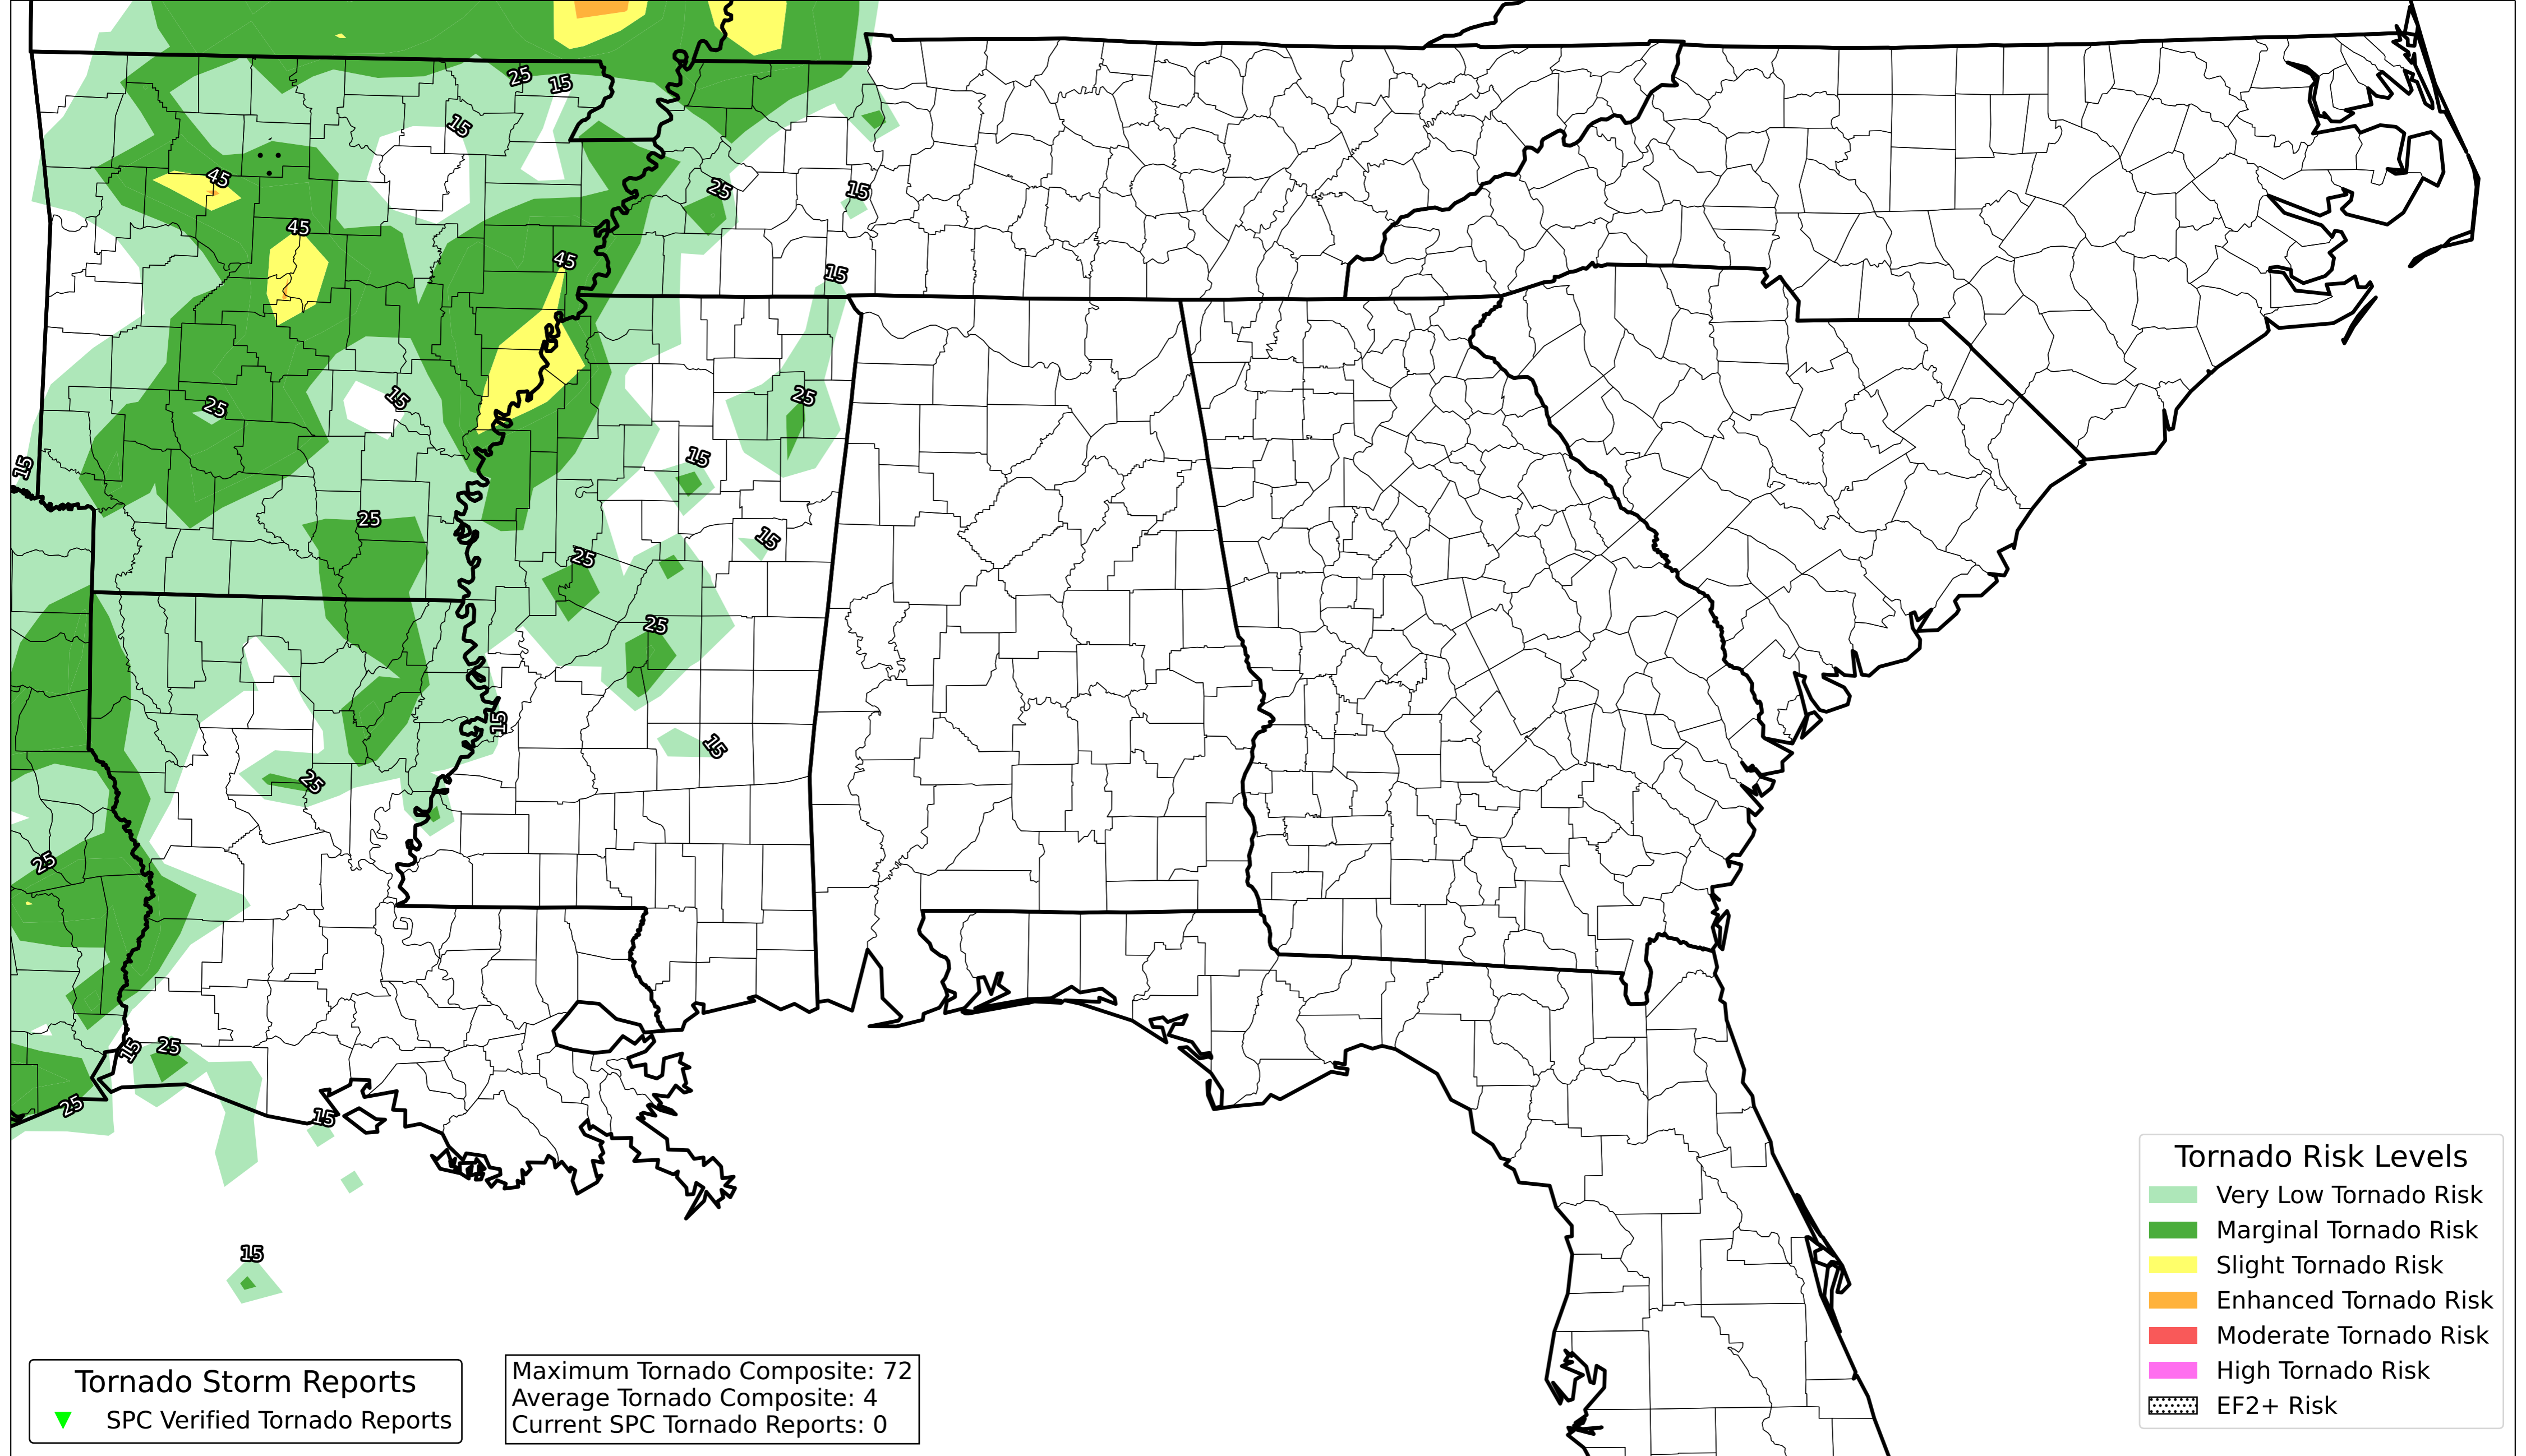 25
15
15
45
25
15
45
45
15
25
15
25
15
15
25
15
25
25
15
15
25
25
15
25
25
15
15
Tornado Risk Levels
Very Low Tornado Risk
Marginal Tornado Risk
Slight Tornado Risk
Enhanced Tornado Risk
Moderate Tornado Risk
High Tornado Risk
EF2+ Risk
Tornado Storm Reports
SPC Verified Tornado Reports
Maximum Tornado Composite: 72
Average Tornado Composite: 4
Current SPC Tornado Reports: 0